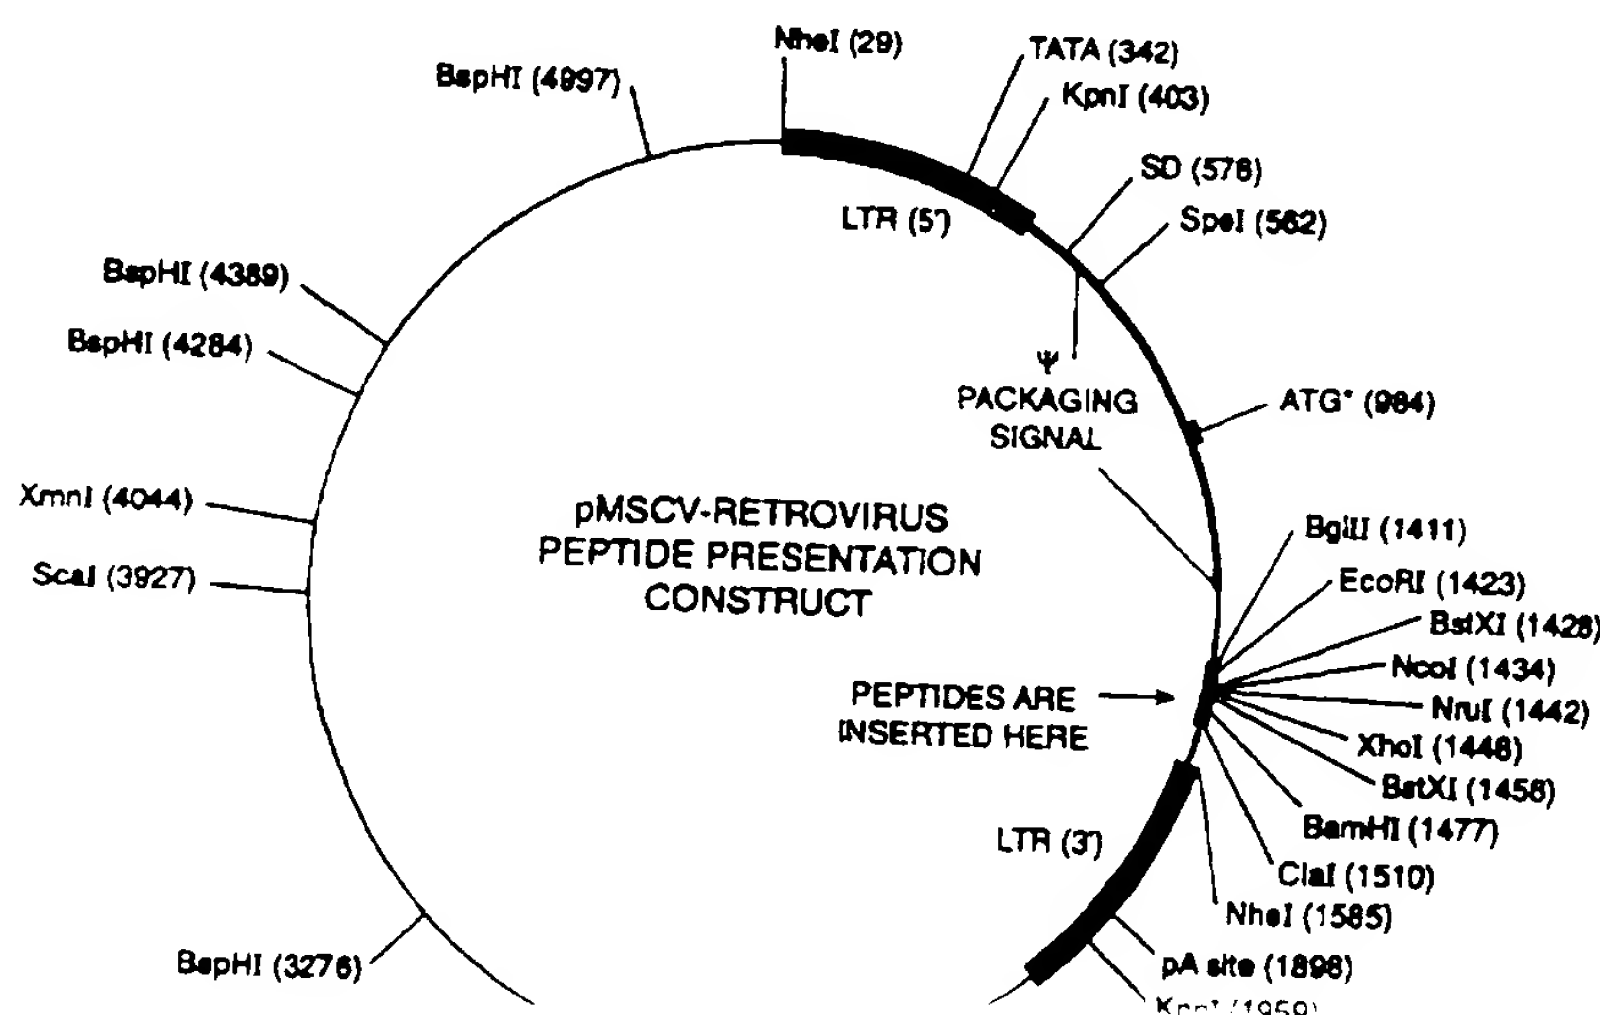 NheI (29)
TATA (342)
BspHI (4997)
KpnI (403)
SD (576)
LTR (5')
SpeI (562)
BspHI (4389)
BspHI (4284)
Ψ
PACKAGING
SIGNAL
ATG* (984)
XmnI (4044)
pMSCV-RETROVIRUS
PEPTIDE PRESENTATION
CONSTRUCT
BglII (1411)
ScaI (3927)
EcoRI (1423)
BstXI (1428)
NcoI (1434)
PEPTIDES ARE
INSERTED HERE
NruI (1442)
XhoI (1448)
BstXI (1458)
BamHI (1477)
LTR (3')
ClaI (1510)
NheI (1585)
BspHI (3276)
pA site (1898)
KpnI (1959)